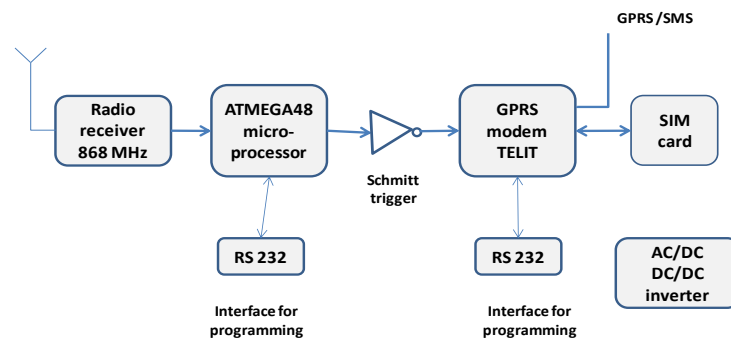 GPRS/SMS
Radio
receiver
868 MHz
ATMEGA48
micro-
processor
Schmitt
trigger
GPRS
modem
TELIT
SIM
card
RS 232
RS 232
AC/DC
DC/DC
inverter
Interface for
programming
Interface for
programming